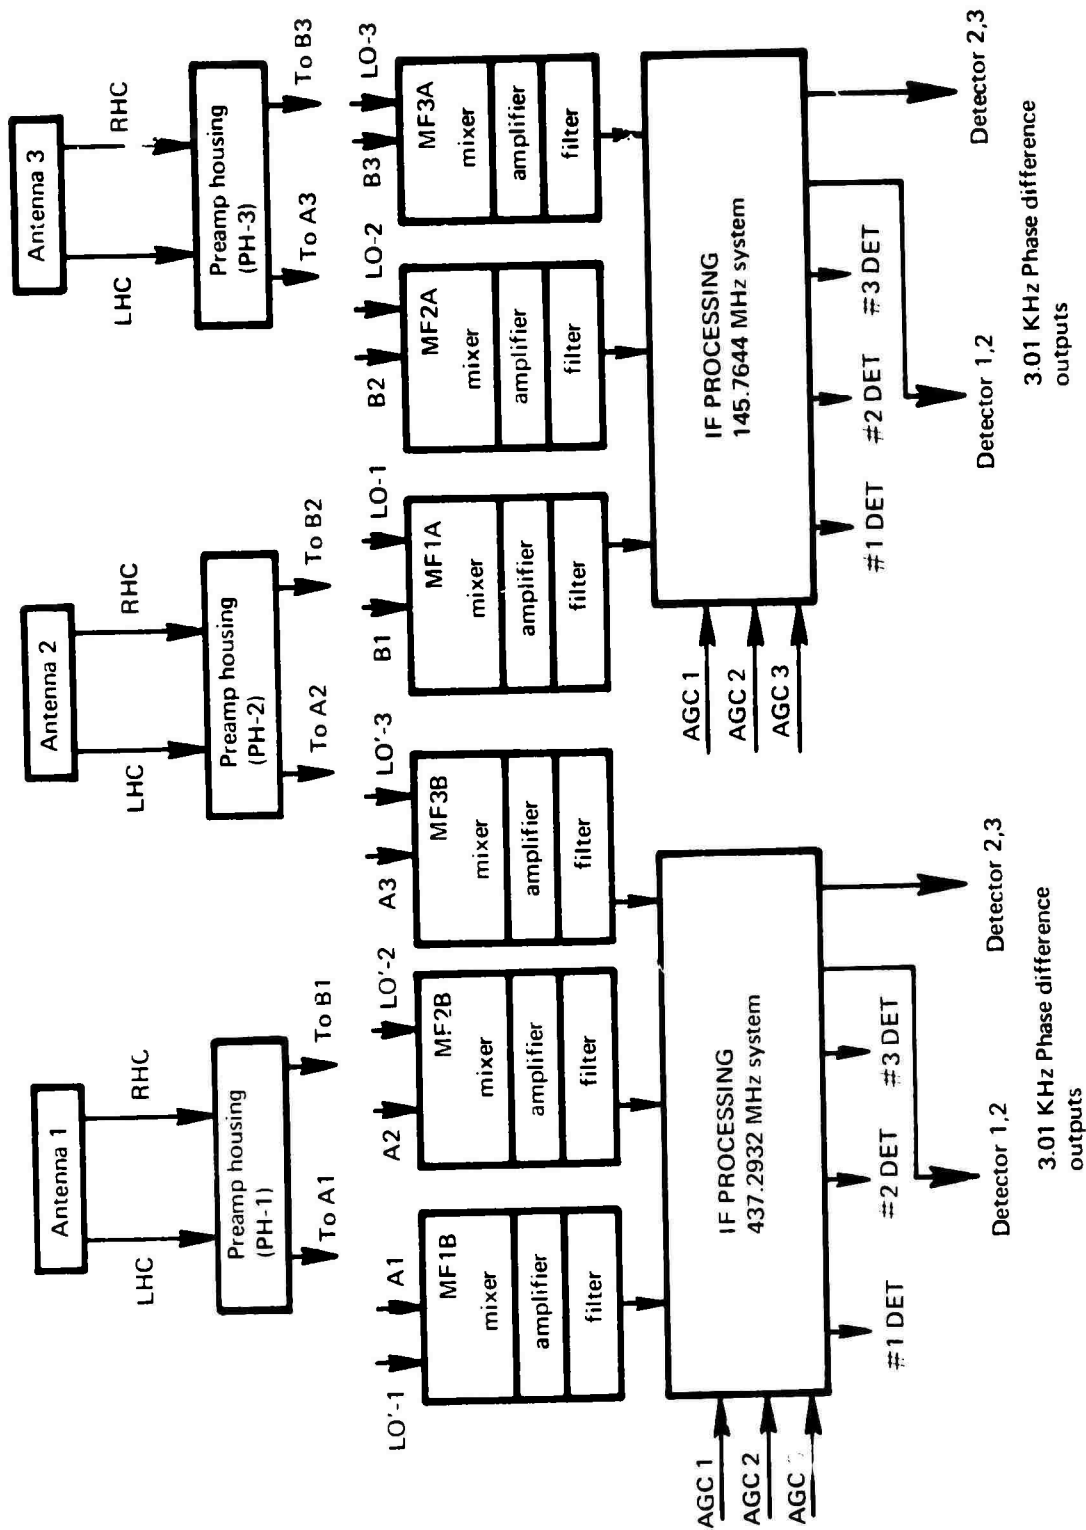 Antenna 1
Antenna 2
Antenna 3
LHC
RHC
LHC
RHC
LHC
RHC
Preamp housing
(PH-1)
Preamp housing
(PH-2)
Preamp housing
(PH-3)
To A1
To B1
To A2
To B2
To A3
To B3
LO'-1
A1
A2
LO'-2
A3
LO'-3
B1
LO-1
B2
LO-2
B3
LO-3
MF1B
mixer
amplifier
filter
MF2B
mixer
amplifier
filter
MF3B
mixer
amplifier
filter
MF1A
mixer
amplifier
filter
MF2A
mixer
amplifier
filter
MF3A
mixer
amplifier
filter
AGC 1
AGC 2
AGC
IF PROCESSING
437.2932 MHz system
AGC 1
AGC 2
AGC 3
IF PROCESSING
145.7644 MHz system
#1 DET
#2 DET
#3 DET
#1 DET
#2 DET
#3 DET
Detector 1,2
Detector 2,3
Detector 1,2
Detector 2,3
3.01 KHz Phase difference
outputs
3.01 KHz Phase difference
outputs